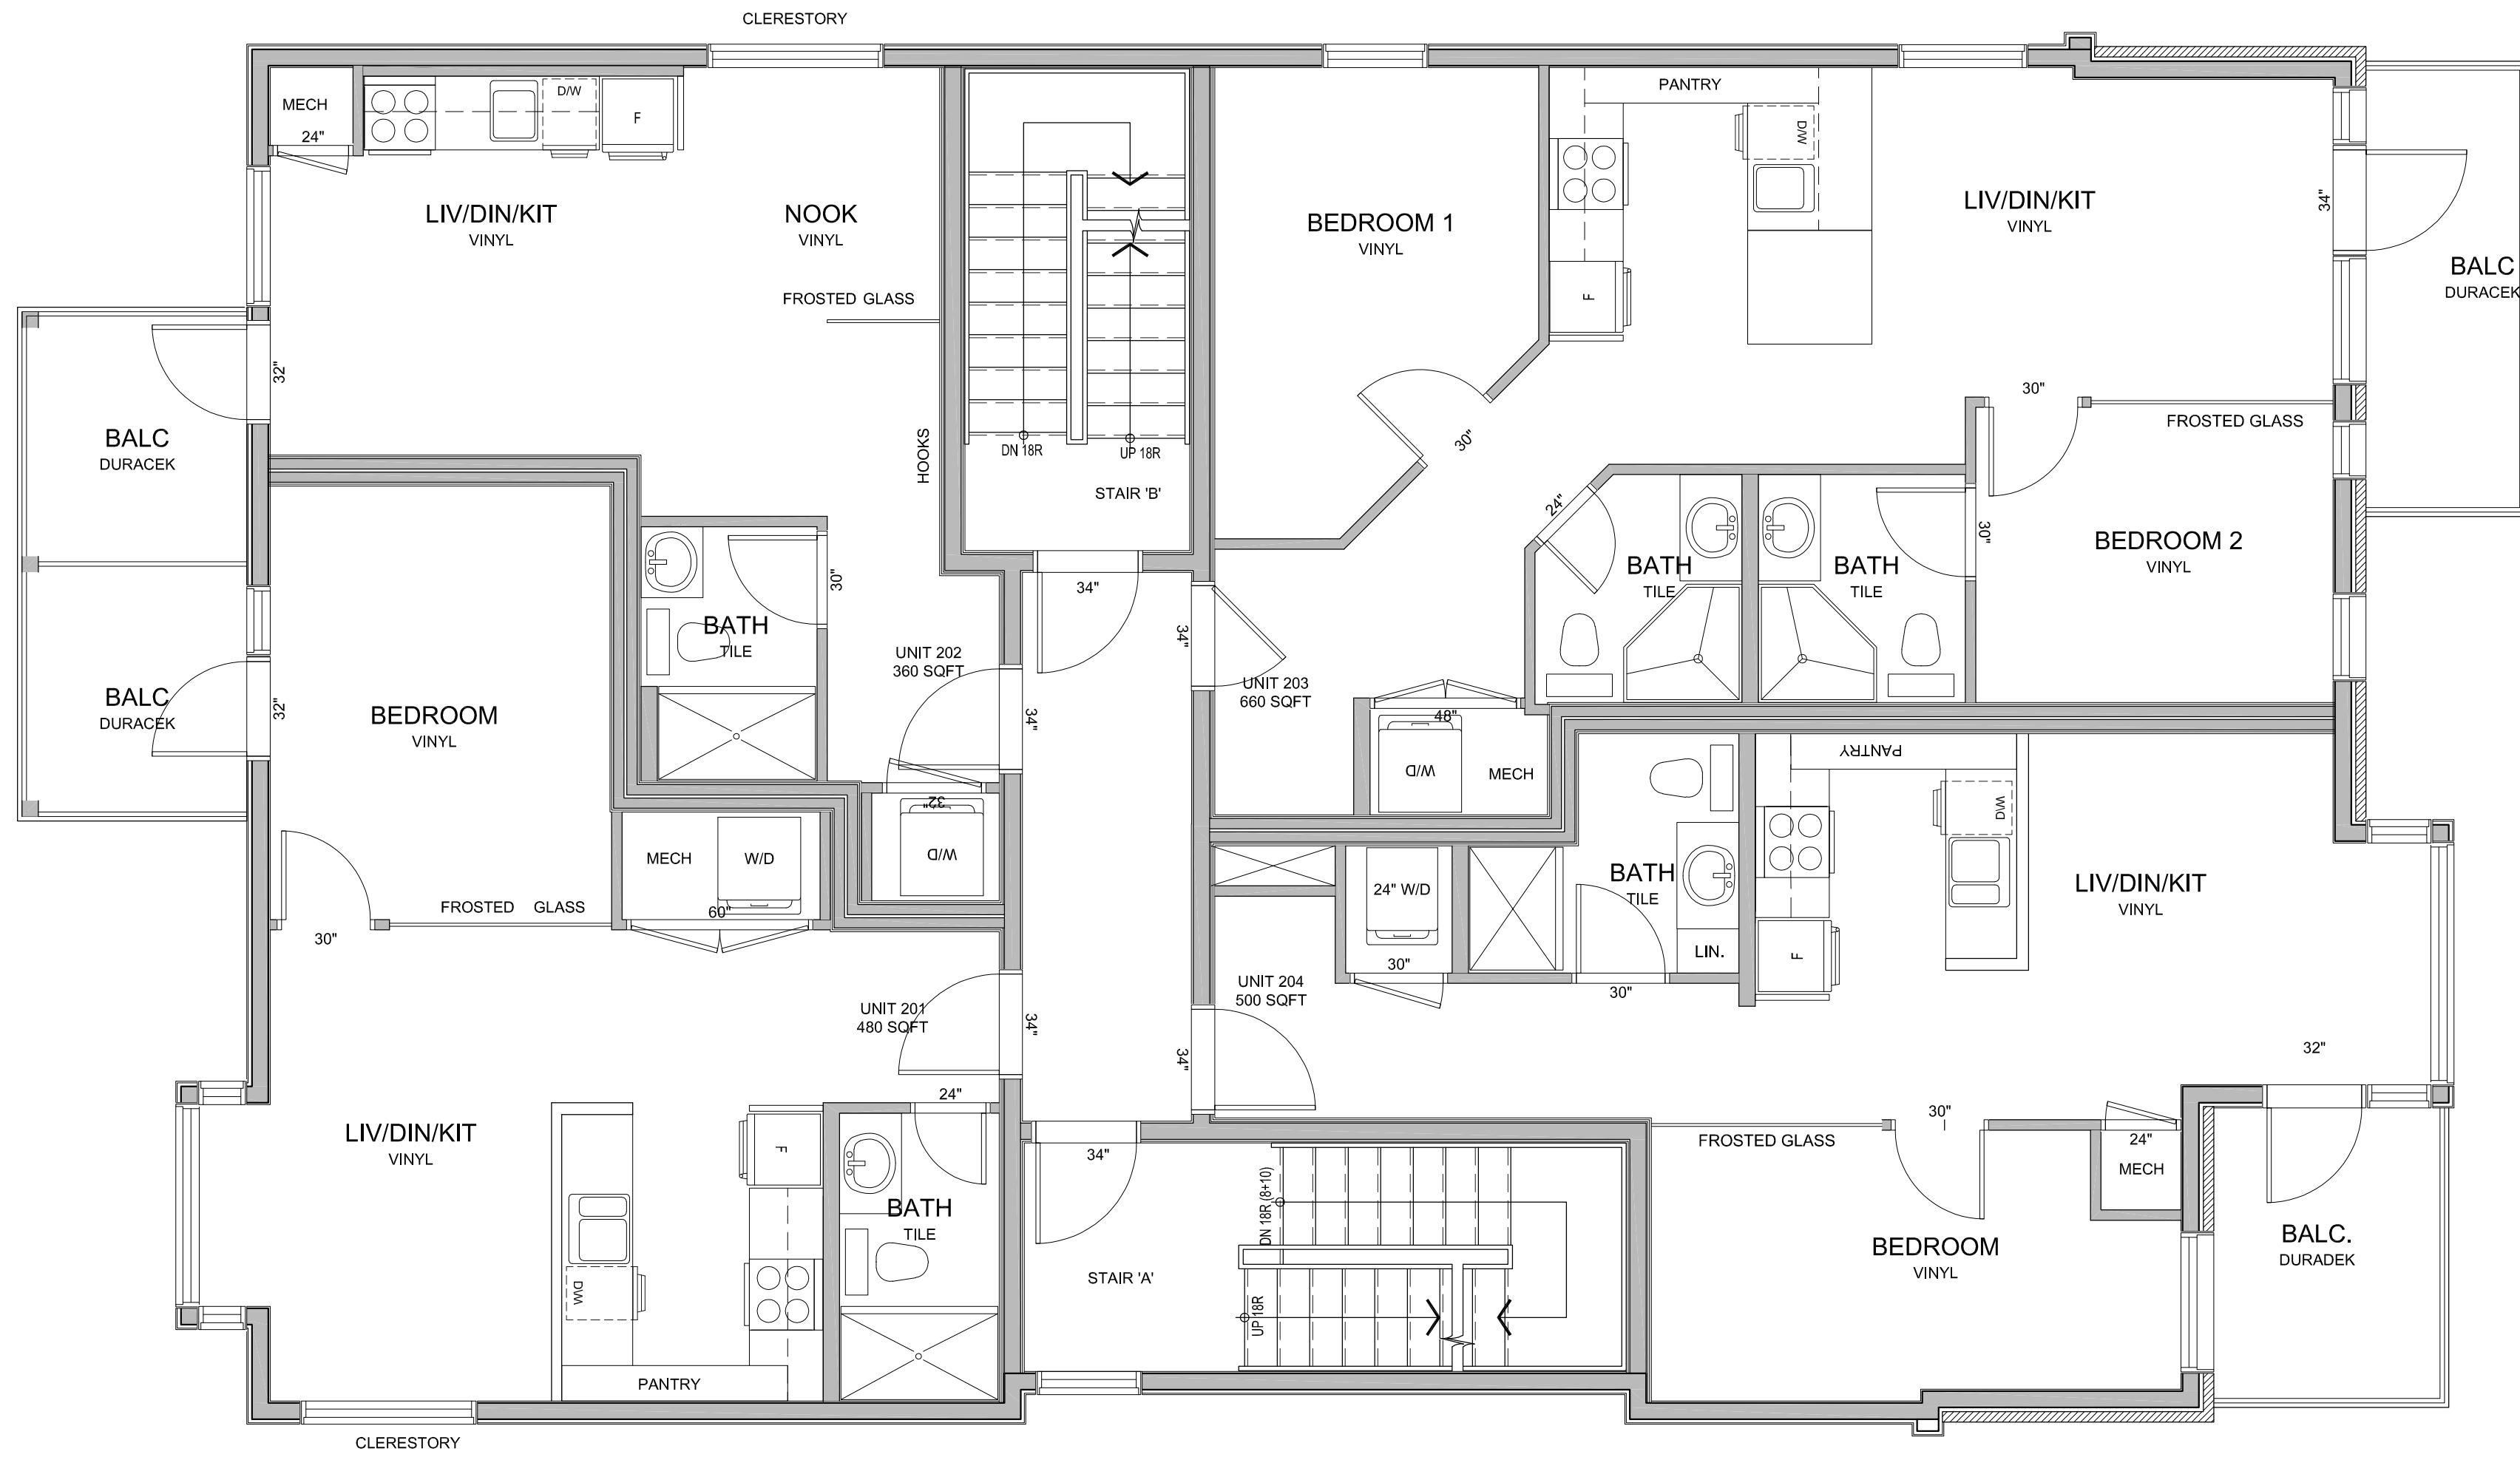 CLERESTORY
MECH
24"
D/W
F
LIV/DIN/KIT
VINYL
NOOK
VINYL
FROSTED GLASS
HOOKS
32"
BALC
DURACEK
DN 18R
UP 18R
STAIR 'B'
BEDROOM 1
VINYL
30"
PANTRY
D/W
F
LIV/DIN/KIT
VINYL
34"
BALC
DURACEK
30"
FROSTED GLASS
24"
BATH
TILE
BATH
TILE
30"
BEDROOM 2
VINYL
BATH
TILE
30"
34"
34"
UNIT 202
360 SQFT
34"
32"
W/D
UNIT 203
660 SQFT
48"
W/D
MECH
BALC
DURACEK
32"
BEDROOM
VINYL
MECH
W/D
60"
FROSTED GLASS
30"
UNIT 201
480 SQFT
34"
24"
LIV/DIN/KIT
VINYL
F
D/W
BATH
TILE
PANTRY
CLERESTORY
24" W/D
30"
BATH
TILE
LIN.
30"
UNIT 204
500 SQFT
34"
PANTRY
D/W
F
LIV/DIN/KIT
VINYL
32"
34"
STAIR 'A'
DN 18R (8+10)
UP 18R
30"
FROSTED GLASS
24"
MECH
BEDROOM
VINYL
BALC.
DURADEK